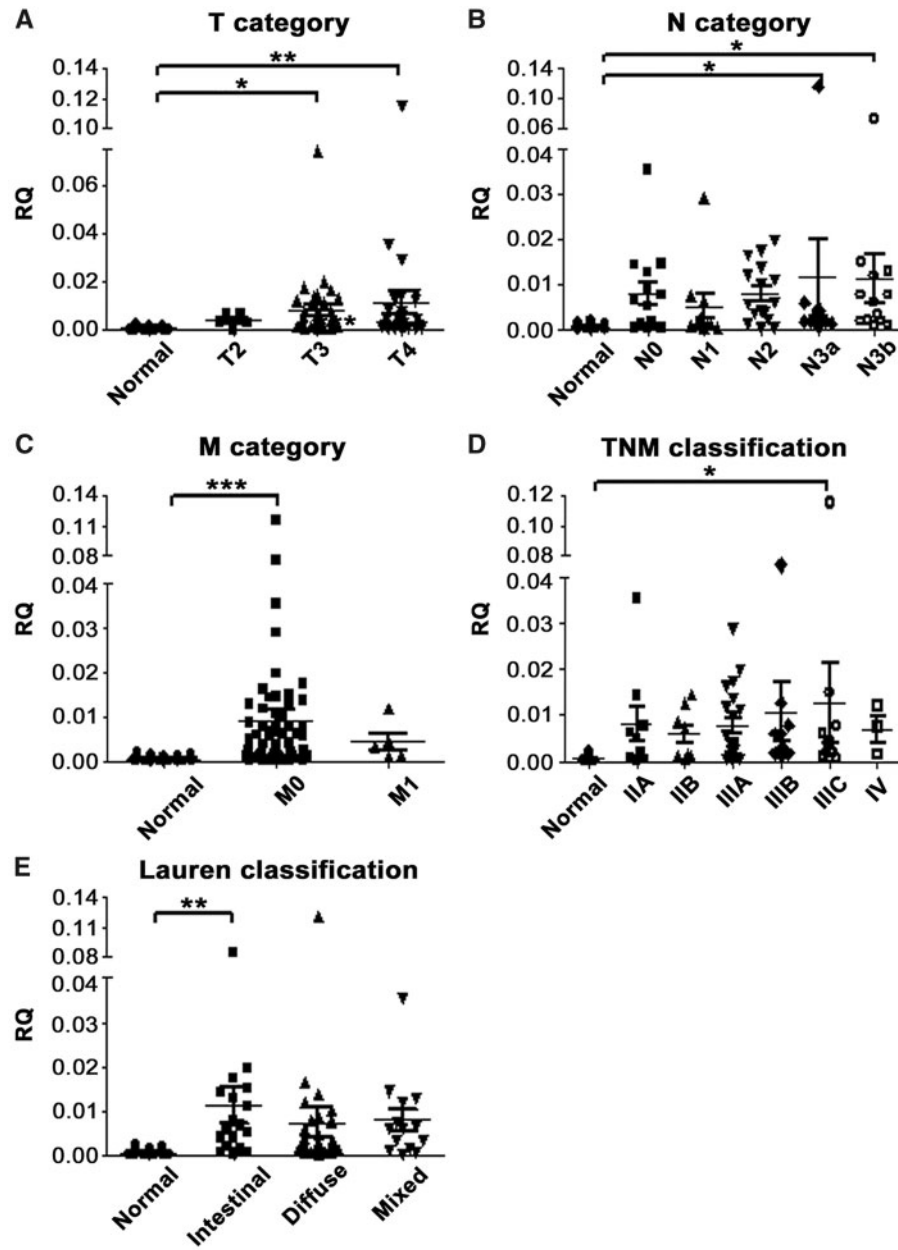 A
T category
**
*
0.14
0.12
0.10
0.06
0.04
0.02
0.00
RQ
*
Normal
T2
T3
T4
B
N category
*
*
0.14
0.10
0.06
0.04
0.03
0.02
0.01
0.00
RQ
Normal
N0
N1
N2
N3a
N3b
C
M category
***
0.14
0.11
0.08
0.04
0.03
0.02
0.01
0.00
RQ
Normal
M0
M1
D
TNM classification
*
0.12
0.10
0.08
0.04
0.03
0.02
0.01
0.00
RQ
Normal
IIA
IIB
IIIA
IIIB
IIIC
IV
E
Lauren classification
**
0.14
0.11
0.08
0.04
0.03
0.02
0.01
0.00
RQ
Normal
Intestinal
Diffuse
Mixed